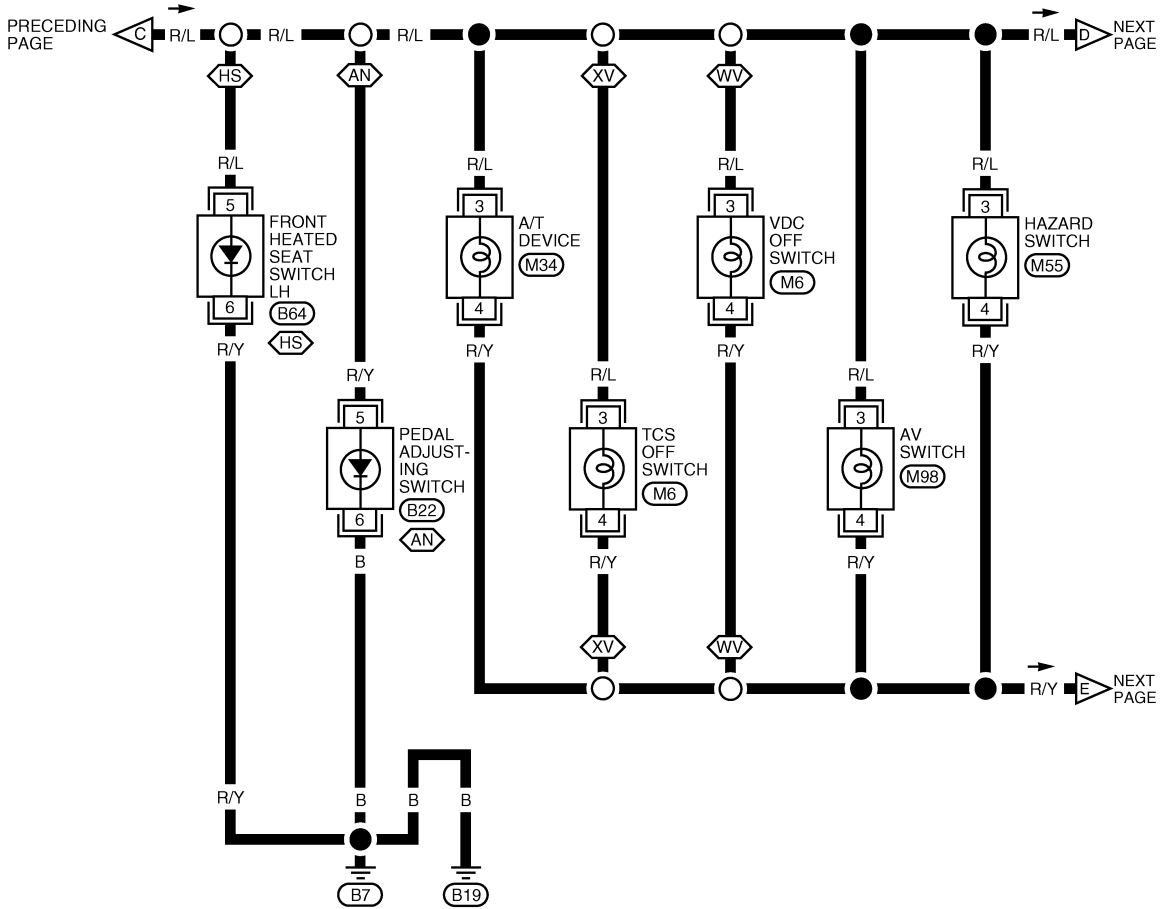 PRECEDING
PAGE
C
R/L
R/L
R/L
R/L
D
NEXT
PAGE
HS
AN
XV
WV
R/L
R/L
R/L
R/L
5
FRONT
HEATED
SEAT
SWITCH
LH
B64
HS
6
R/Y
3
A/T
DEVICE
M34
4
R/Y
3
VDC
OFF
SWITCH
M6
4
R/Y
3
HAZARD
SWITCH
M55
4
R/Y
R/Y
5
PEDAL
ADJUST-
ING
SWITCH
B22
AN
6
B
R/L
3
TCS
OFF
SWITCH
M6
4
R/Y
R/L
3
AV
SWITCH
M98
4
R/Y
XV
WV
R/Y
E
NEXT
PAGE
R/Y
B
B
B
B7
B19